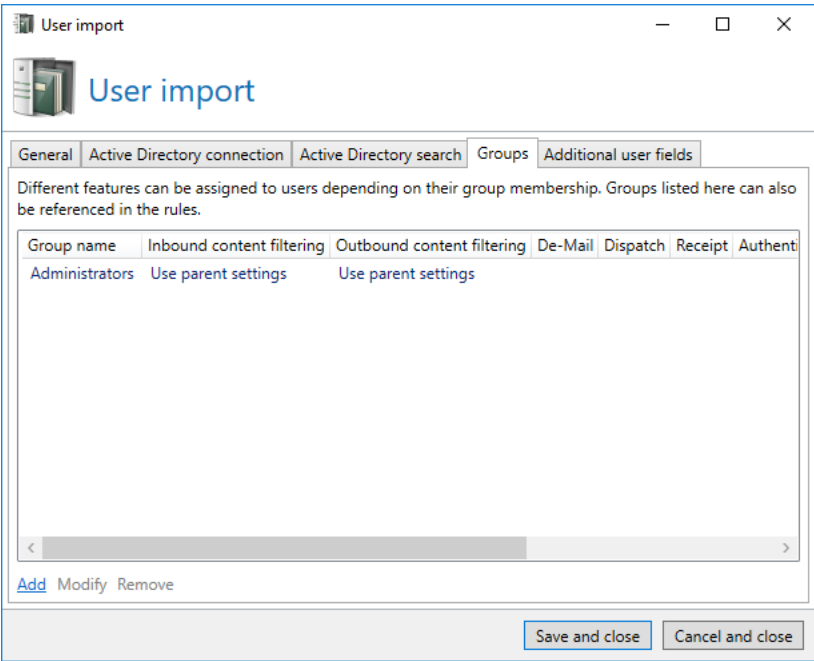 User import
User import
General Active Directory connection Active Directory search Groups Additional user fields
Different features can be assigned to users depending on their group membership. Groups listed here can also
be referenced in the rules.
Group name Inbound content filtering Outbound content filtering De-Mail Dispatch Receipt Authenti
Administrators Use parent settings Use parent settings
Add Modify Remove
Save and close Cancel and close